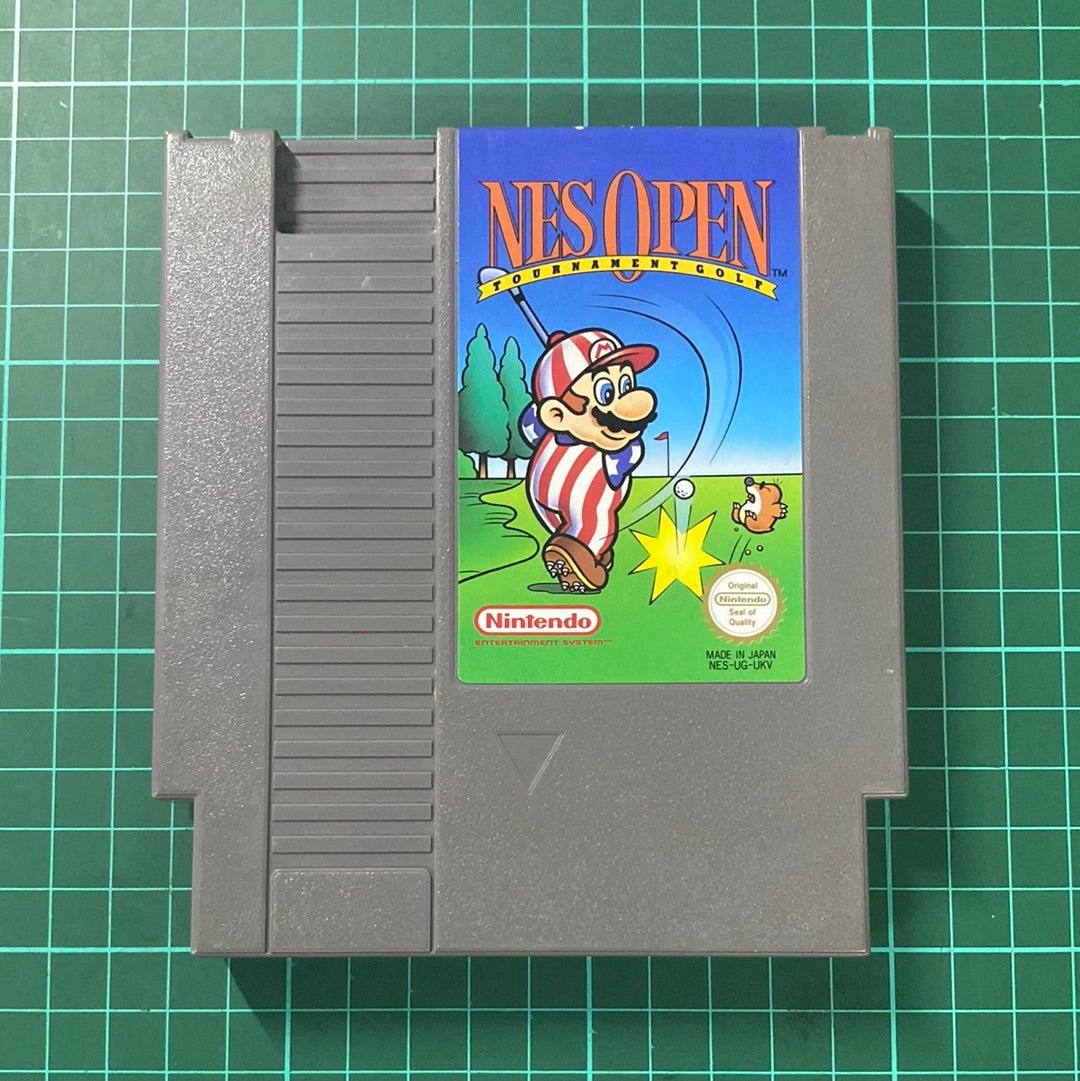 NES OPEN
TOURNAMENT GOLF
TM
M
Nintendo
ENTERTAINMENT SYSTEM™
Original
Nintendo
Seal of
Quality
MADE IN JAPAN
NES-UG-UKV